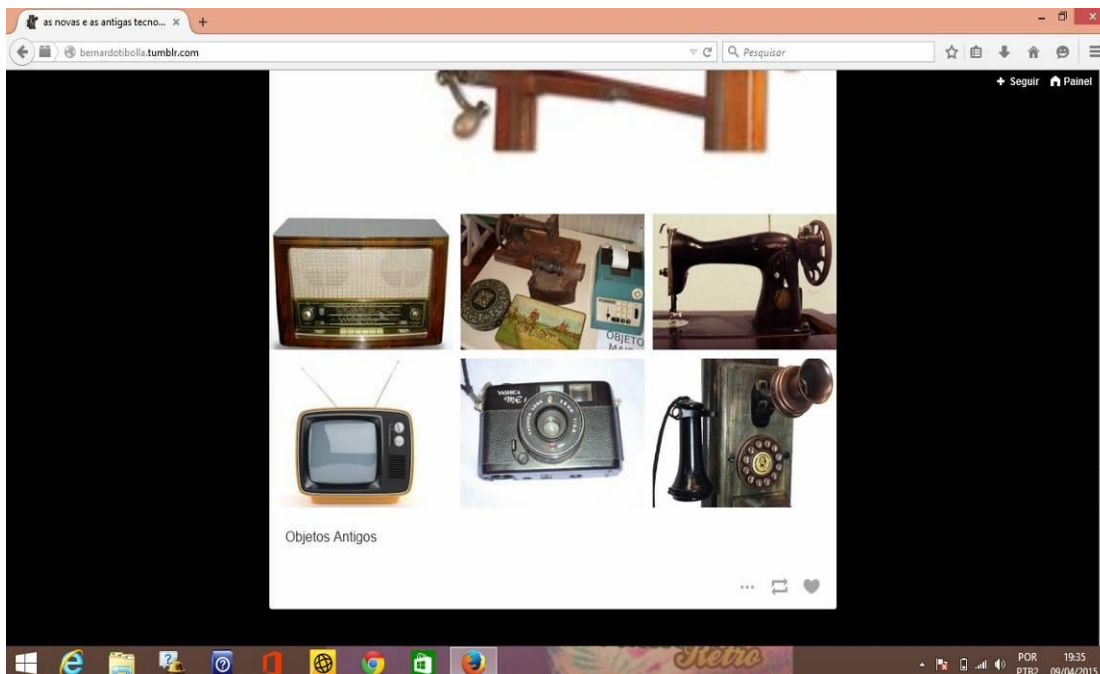 as novas e as antigas tecno...
bernardotibolla.tumblr.com
Pesquisar
Seguir
Painel
OBJETO
YASHICA
Objetos Antigos
Retro
POR
19:35
PTB2
09/04/2015